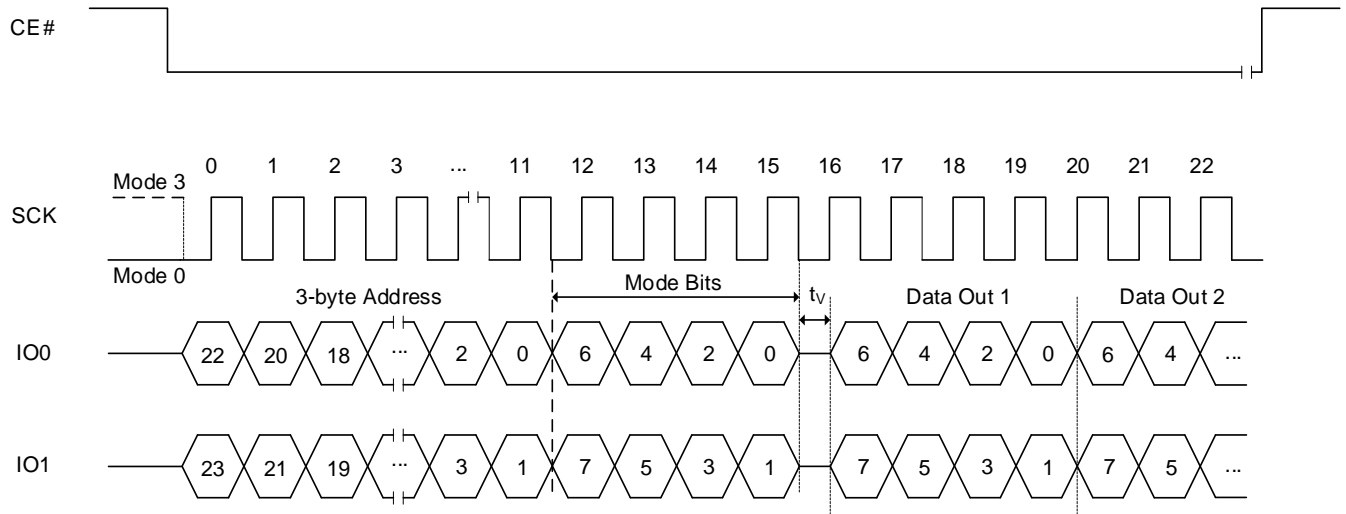 CE#
0 1 2 3 ... 11 12 13 14 15 16 17 18 19 20 21 22
Mode 3
SCK
Mode 0
3-byte Address Mode Bits tV Data Out 1 Data Out 2
IO0 22 20 18 ... 2 0 6 4 2 0 6 4 2 0 6 4 ...
IO1 23 21 19 ... 3 1 7 5 3 1 7 5 3 1 7 5 ...